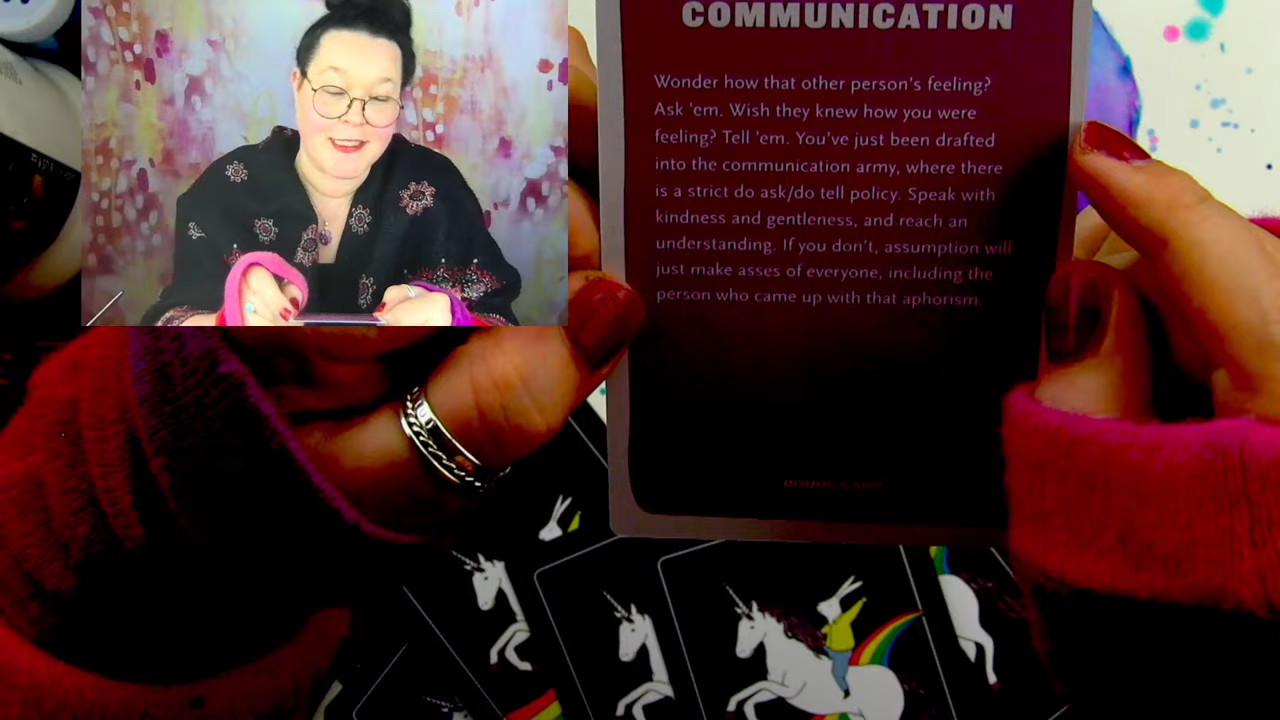 COMMUNICATION
Wonder how that other person's feeling?
Ask 'em. Wish they knew how you were
feeling? Tell 'em. You've just been drafted
into the communication army, where there
is a strict do ask/do tell policy. Speak with
kindness and gentleness, and reach an
understanding. If you don't, assumption will
just make asses of everyone, including the
person who came up with that aphorism.
BONUS CARD